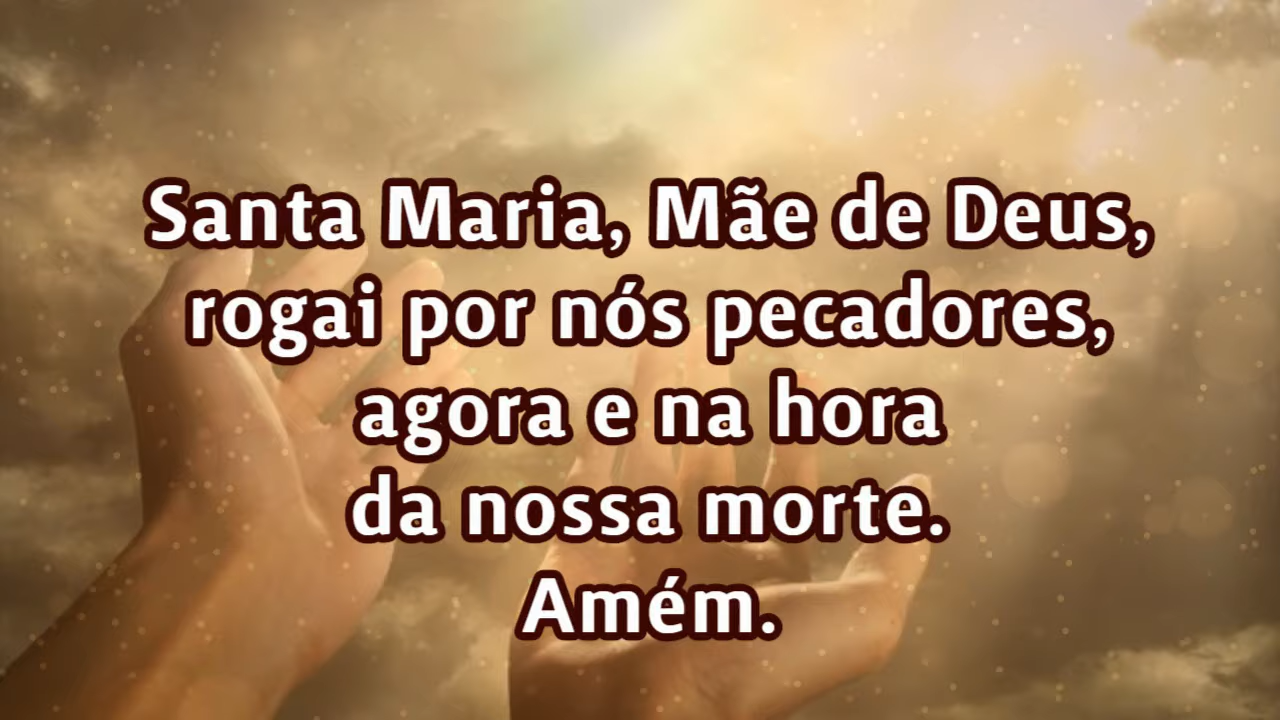 Santa Maria, Mãe de Deus,
rogai por nós pecadores,
agora e na hora
da nossa morte.
Amém.